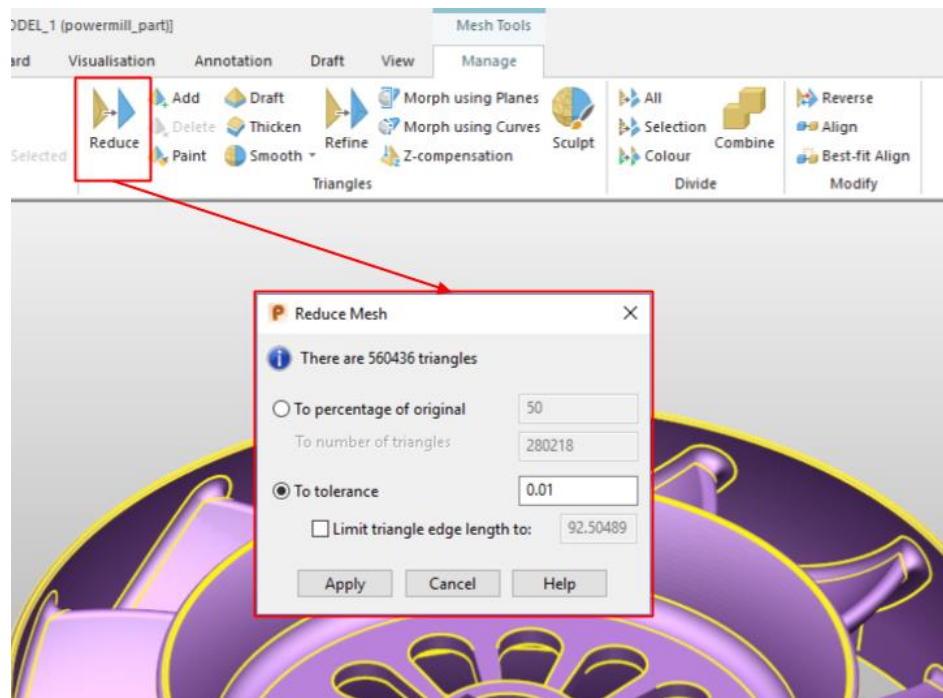 ODEL_1 (powermill_part)]
Mesh Tools
ard Visualisation Annotation Draft View Manage
Add Draft Morph using Planes All Reverse
Selected Reduce Delete Thicken Refine Morph using Curves Sculpt Selection Combine Align
Paint Smooth Z-compensation Colour Best-fit Align
Triangles Divide Modify
P Reduce Mesh
There are 560436 triangles
To percentage of original 50
To number of triangles 280218
To tolerance 0.01
Limit triangle edge length to: 92.50489
Apply Cancel Help